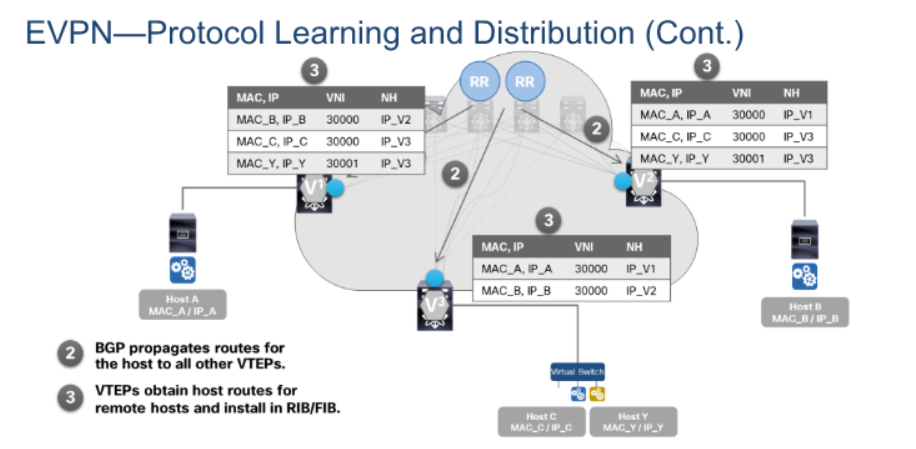 EVPN—Protocol Learning and Distribution (Cont.)
3
MAC, IP VNI NH
MAC_B, IP_B 30000 IP_V2
MAC_C, IP_C 30000 IP_V3
MAC_Y, IP_Y 30001 IP_V3
RR
RR
3
MAC, IP VNI NH
MAC_A, IP_A 30000 IP_V1
MAC_C, IP_C 30000 IP_V3
MAC_Y, IP_Y 30001 IP_V3
2
2
2
V1
V2
3
MAC, IP VNI NH
MAC_A, IP_A 30000 IP_V1
MAC_B, IP_B 30000 IP_V2
V3
Host A
MAC_A / IP_A
Host B
MAC_B / IP_B
2 BGP propagates routes for
the host to all other VTEPs.
3 VTEPs obtain host routes for
remote hosts and install in RIB/FIB.
Virtual Switch
Host C
MAC_C / IP_C
Host Y
MAC_Y / IP_Y